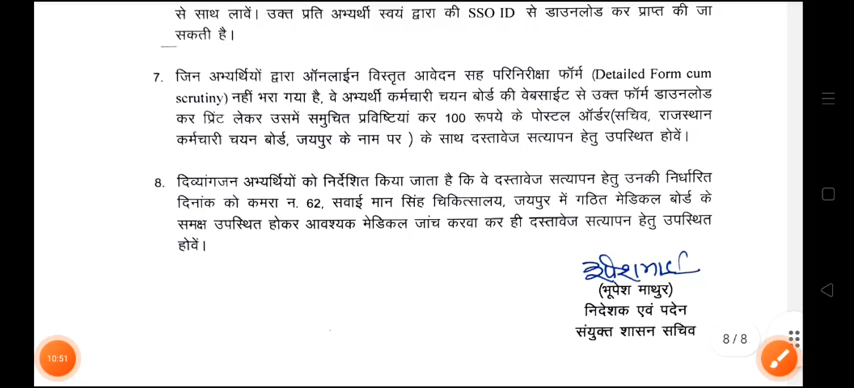 से साथ लावें। उक्त प्रति अभ्यर्थी स्वयं द्वारा की SSO ID से डाउनलोड कर प्राप्त की जा
सकती है।
7. जिन अभ्यर्थियों द्वारा ऑनलाईन विस्तृत आवेदन सह परिनिरीक्षा फॉर्म (Detailed Form cum
scrutiny) नहीं भरा गया है, वे अभ्यर्थी कर्मचारी चयन बोर्ड की वेबसाईट से उक्त फॉर्म डाउनलोड
कर प्रिंट लेकर उसमें समुचित प्रविष्टियां कर 100 रूपये के पोस्टल ऑर्डर(सचिव, राजस्थान
कर्मचारी चयन बोर्ड, जयपुर के नाम पर ) के साथ दस्तावेज सत्यापन हेतु उपस्थित होवें।
8. दिव्यांगजन अभ्यर्थियों को निर्देशित किया जाता है कि वे दस्तावेज सत्यापन हेतु उनकी निर्धारित
दिनांक को कमरा न. 62, सवाई मान सिंह चिकित्सालय, जयपुर में गठित मेडिकल बोर्ड के
समक्ष उपस्थित होकर आवश्यक मेडिकल जांच करवा कर ही दस्तावेज सत्यापन हेतु उपस्थित
होवें।
(भूपेश माथुर)
निदेशक एवं पदेन
संयुक्त शासन सचिव
8/8
10:51